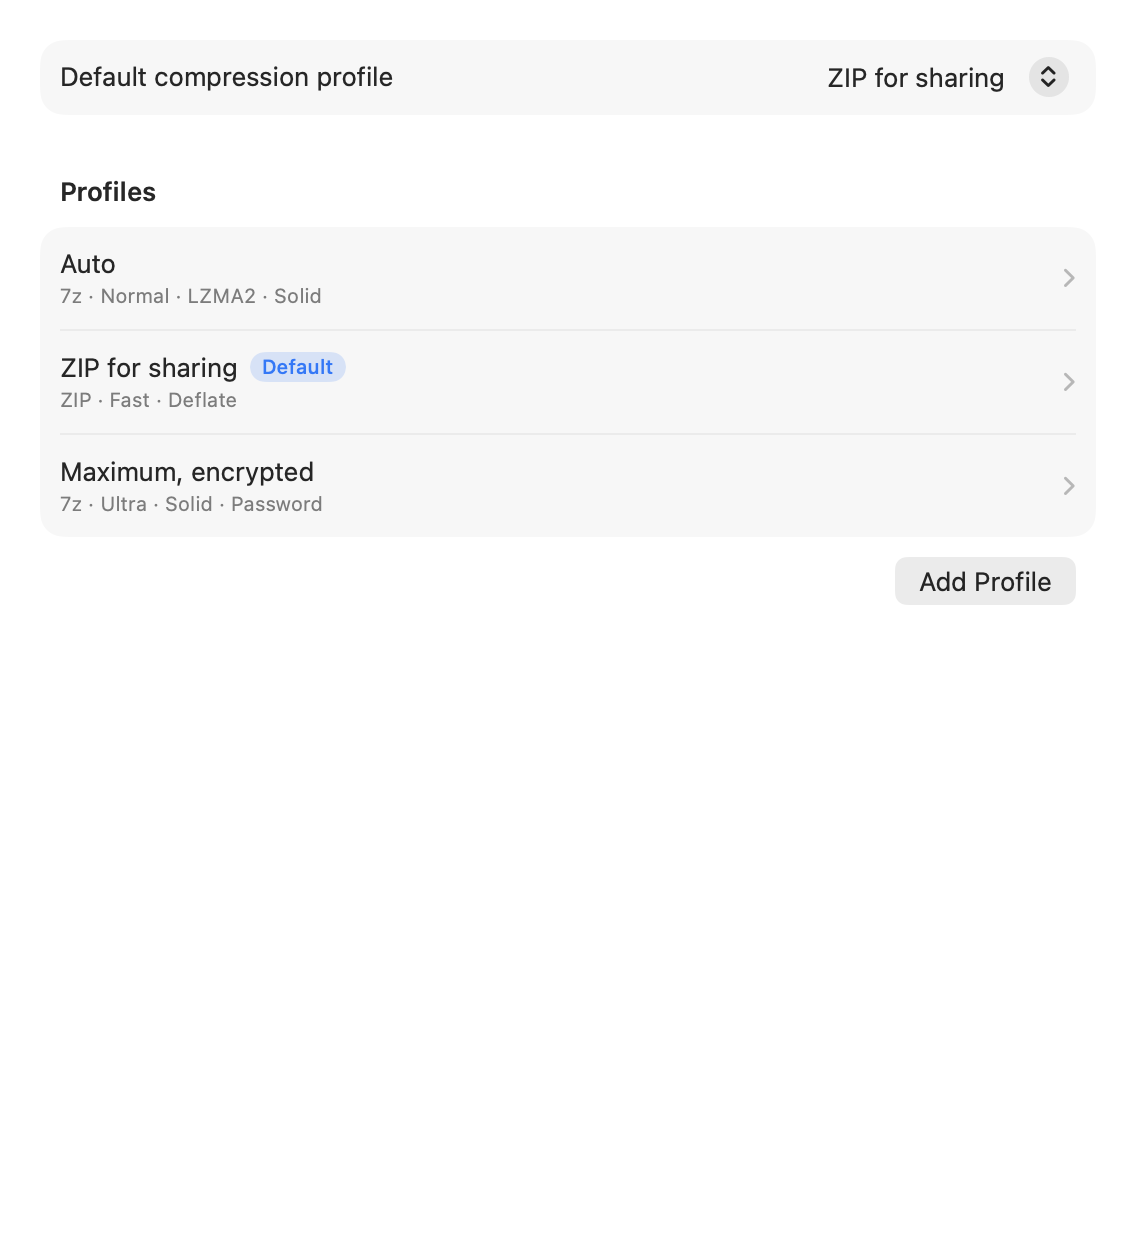 Default compression profile
ZIP for sharing
Profiles
Auto
7z · Normal · LZMA2 · Solid
ZIP for sharing Default
ZIP · Fast · Deflate
Maximum, encrypted
7z · Ultra · Solid · Password
Add Profile